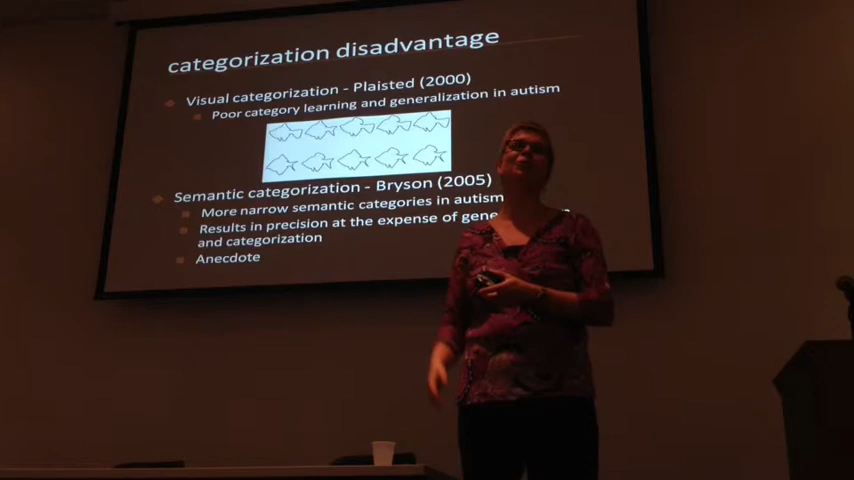 categorization disadvantage
Visual categorization - Plaisted (2000)
Poor category learning and generalization in autism
Semantic categorization - Bryson (2005)
More narrow semantic categories in autism
Results in precision at the expense of gene
and categorization
Anecdote